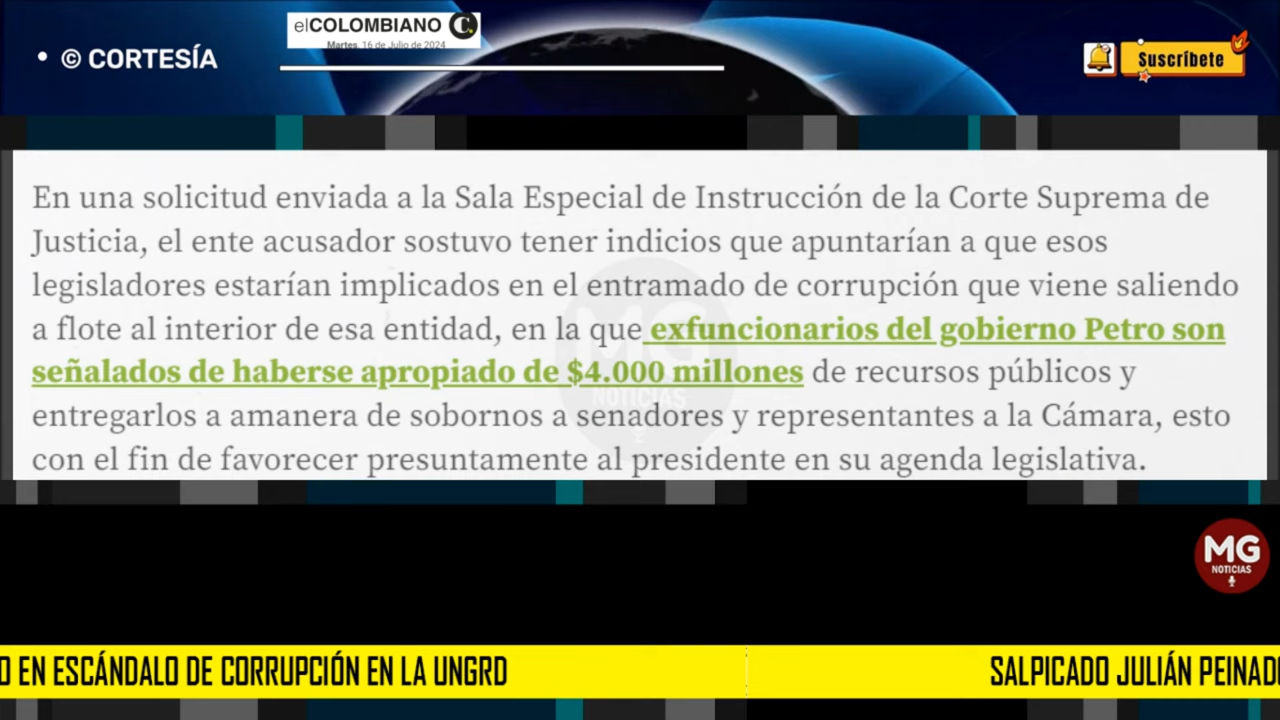 • © CORTESÍA
elCOLOMBIANO C.
Martes, 16 de Julio de 2024
Suscríbete
En una solicitud enviada a la Sala Especial de Instrucción de la Corte Suprema de
Justicia, el ente acusador sostuvo tener indicios que apuntarían a que esos
legisladores estarían implicados en el entramado de corrupción que viene saliendo
a flote al interior de esa entidad, en la que exfuncionarios del gobierno Petro son
señalados de haberse apropiado de $4.000 millones de recursos públicos y
entregarlos a amanera de sobornos a senadores y representantes a la Cámara, esto
con el fin de favorecer presuntamente al presidente en su agenda legislativa.
MG
NOTICIAS
MG
NOTICIAS
O EN ESCÁNDALO DE CORRUPCIÓN EN LA UNGRD
SALPICADO JULIÁN PEINADO